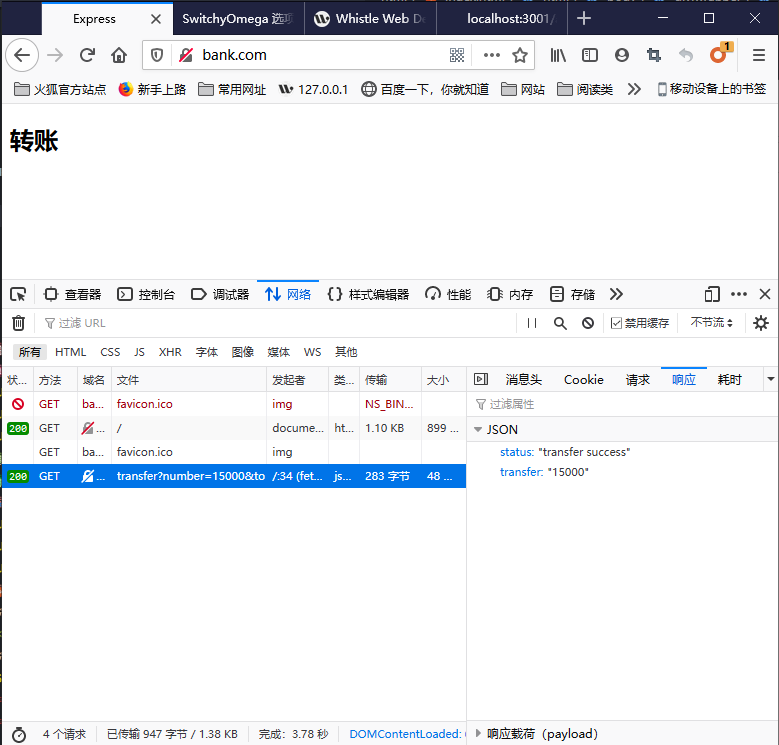 Express
SwitchyOmega 选项
Whistle Web De
localhost:3001/
bank.com
1
火狐官方站点
新手上路
常用网址
127.0.0.1
百度一下，你就知道
网站
阅读类
移动设备上的书签
转账
查看器
控制台
调试器
网络
样式编辑器
性能
内存
存储
过滤 URL
禁用缓存
不节流
所有 HTML CSS JS XHR 字体 图像 媒体 WS 其他
状... 方法 域名 文件 发起者 类... 传输 大小
GET ba... favicon.ico img NS_BIN...
200 GET ... / docume... ht... 1.10 KB 899 ...
GET ba... favicon.ico img
200 GET ... transfer?number=15000&to /:34 (fet... js... 283 字节 48 ...
消息头 Cookie 请求 响应 耗时
过滤属性
JSON
status: "transfer success"
transfer: "15000"
4 个请求 已传输 947 字节 / 1.38 KB 完成：3.78 秒 DOMContentLoaded:
响应载荷（payload）